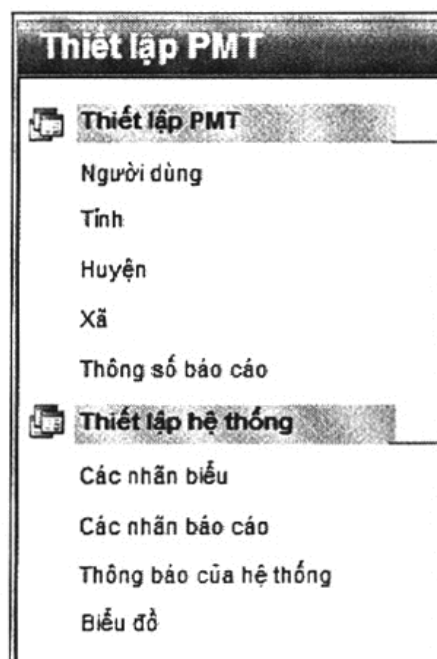 Thiết lập PMT
Thiết lập PMT
Người dùng
Tỉnh
Huyện
Xã
Thông số báo cáo
Thiết lập hệ thống
Các nhãn biểu
Các nhãn báo cáo
Thông báo của hệ thống
Biểu đồ